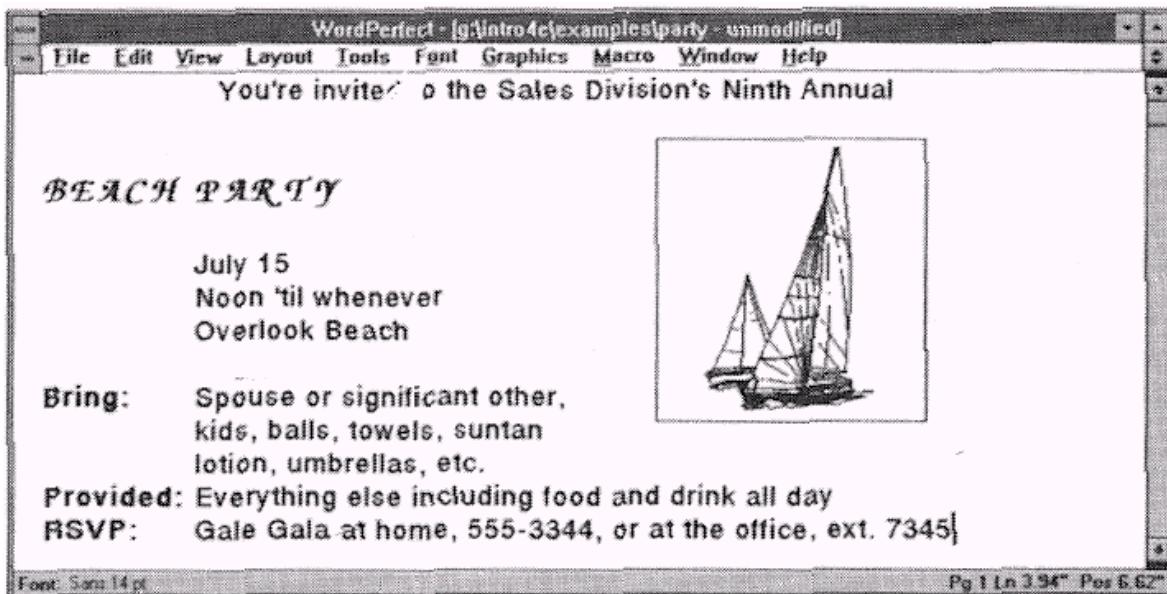 WordPerfect - [g:\intro4e\examples\party - unmodified]
File Edit View Layout Tools Font Graphics Macro Window Help
You're invited o the Sales Division's Ninth Annual
BEACH PARTY
July 15
Noon 'til whenever
Overlook Beach
Bring: Spouse or significant other,
kids, balls, towels, suntan
lotion, umbrellas, etc.
Provided: Everything else including food and drink all day
RSVP: Gale Gala at home, 555-3344, or at the office, ext. 7345
Font: Sans 14 pt
Pg 1 Ln 3.94" Pos 6.62"